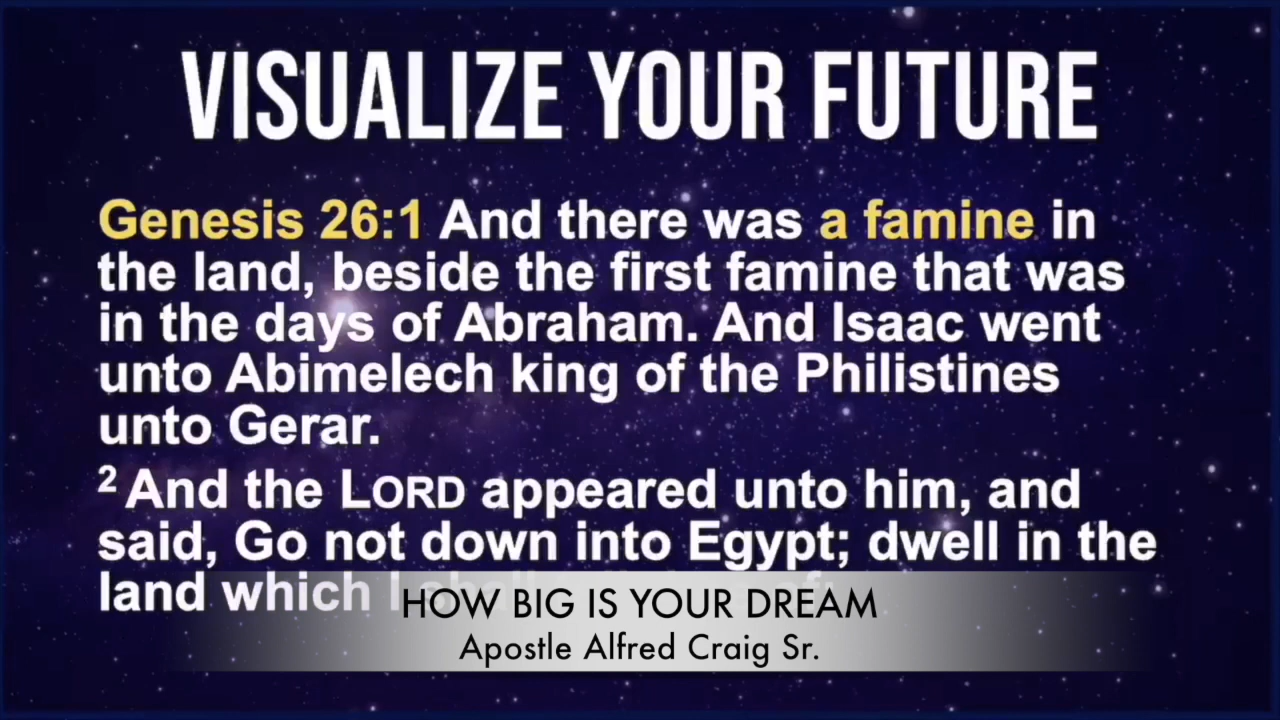 VISUALIZE YOUR FUTURE
Genesis 26:1 And there was a famine in
the land, beside the first famine that was
in the days of Abraham. And Isaac went
unto Abimelech king of the Philistines
unto Gerar.
2 And the LORD appeared unto him, and
said, Go not down into Egypt; dwell in the
land which I
HOW BIG IS YOUR DREAM
Apostle Alfred Craig Sr.